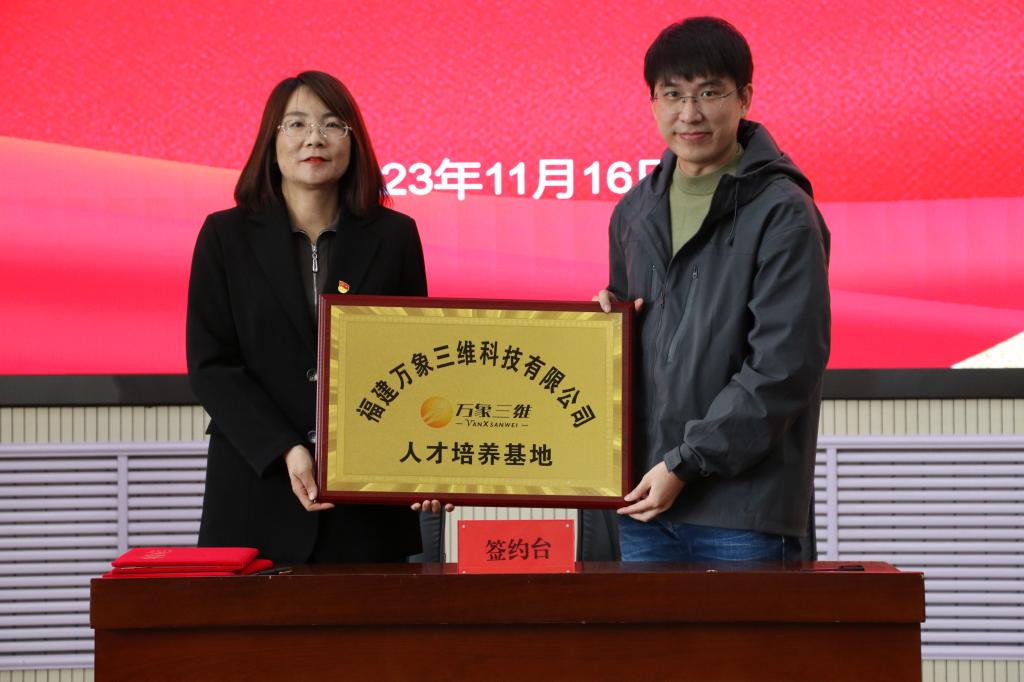 23年11月16日
福建万象三维科技有限公司
万象三维
VANXSANWEI
人才培养基地
签约台